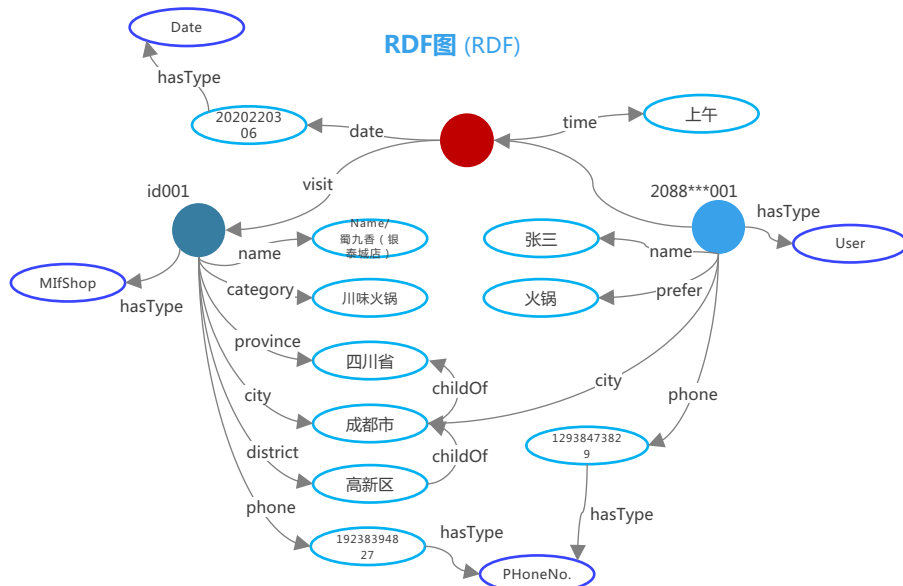 Date
RDF图 (RDF)
hasType
20202203
06
date
time
上午
visit
id001
2088***001
hasType
Name/
蜀九香（银
泰城店）
name
张三
name
User
MIfShop
hasType
category
川味火锅
火锅
prefer
province
四川省
childOf
city
city
成都市
phone
district
childOf
高新区
1293847382
9
phone
192383948
27
hasType
hasType
PHoneNo.